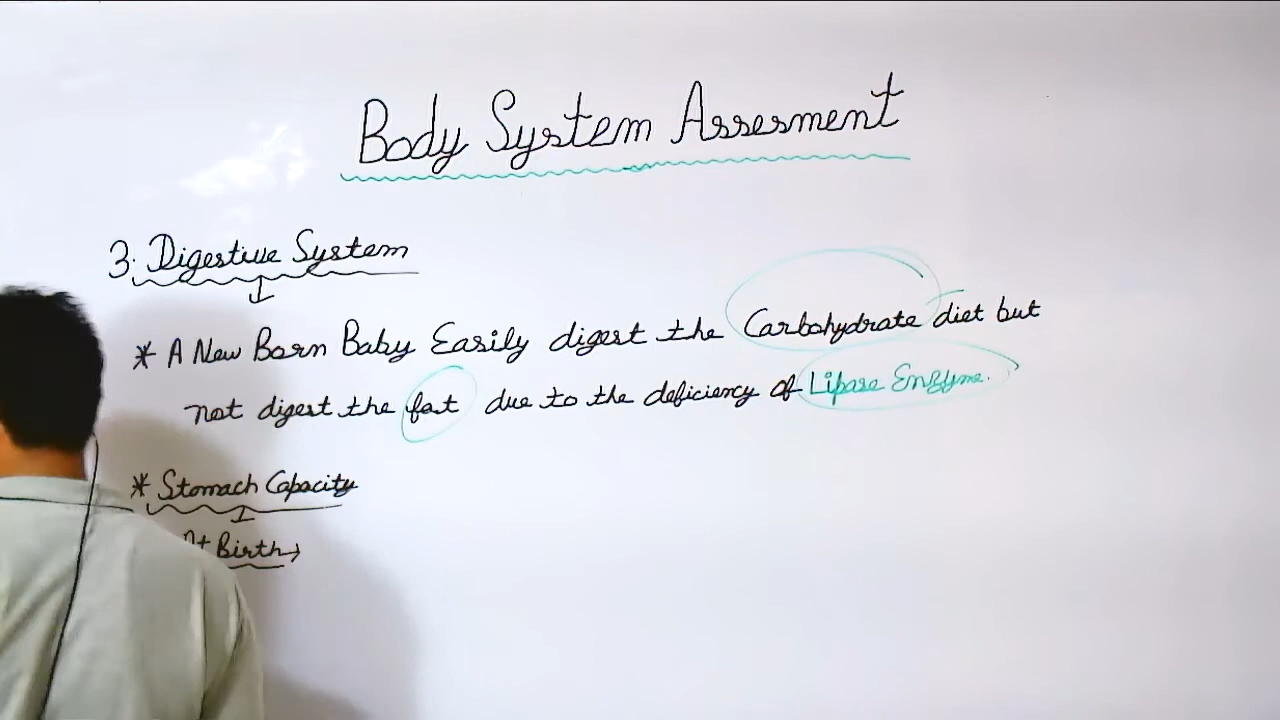 Body System Assesment
3. Digestive System
* A New Born Baby Easily digest the Carbohydrate diet but
not digest the fat due to the deficiency of Lipase Enzyme.
* Stomach Capacity
At Birth →